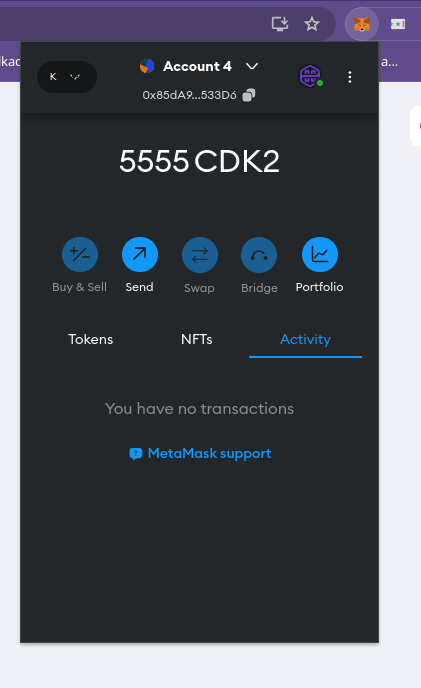 a...
K
Account 4
0x85dA9...533D6
5555 CDK2
Buy & Sell
Send
Swap
Bridge
Portfolio
Tokens
NFTs
Activity
You have no transactions
MetaMask support